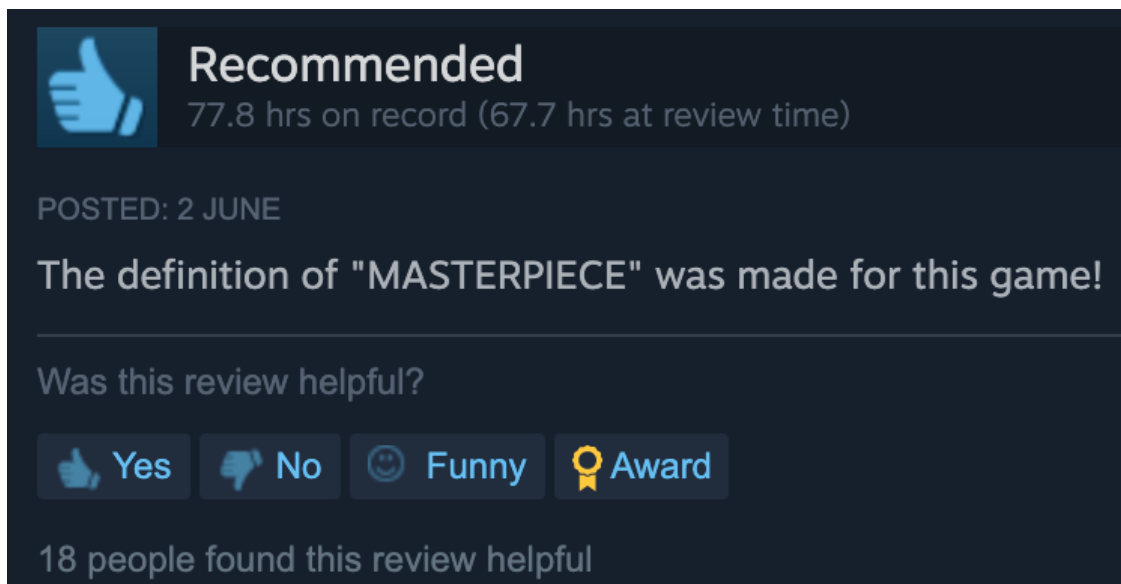 Recommended
77.8 hrs on record (67.7 hrs at review time)
POSTED: 2 JUNE
The definition of "MASTERPIECE" was made for this game!
Was this review helpful?
Yes No Funny Award
18 people found this review helpful